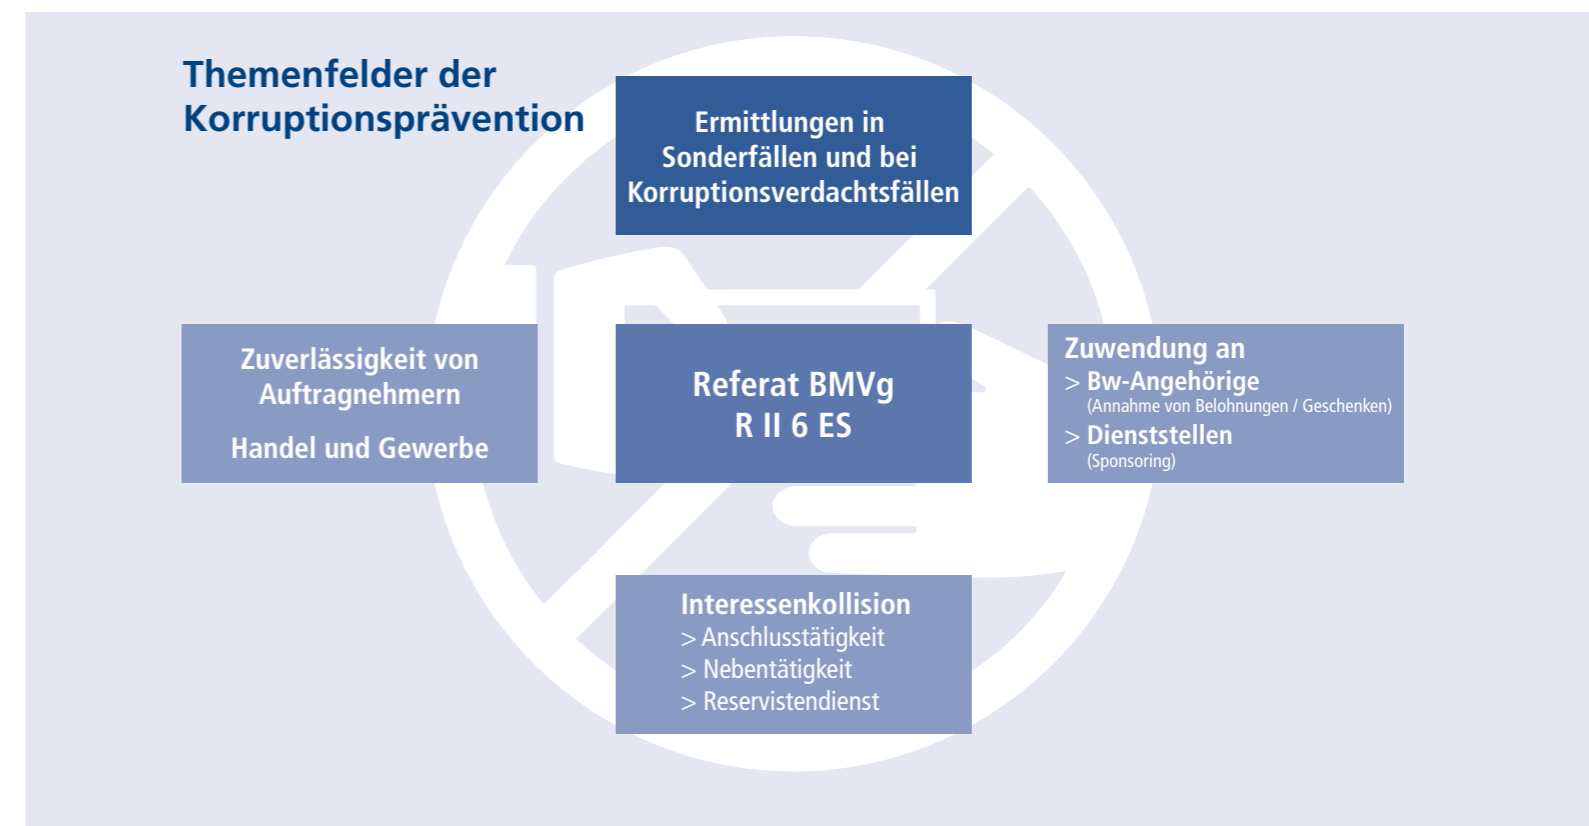 Themenfelder der
Korruptionsprävention
Ermittlungen in
Sonderfällen und bei
Korruptionsverdachtsfällen
Zuverlässigkeit von
Auftragnehmern
Handel und Gewerbe
Referat BMVg
R II 6 ES
Zuwendung an
> Bw-Angehörige
(Annahme von Belohnungen / Geschenken)
> Dienststellen
(Sponsoring)
Interessenkollision
> Anschlusstätigkeit
> Nebentätigkeit
> Reservistendienst